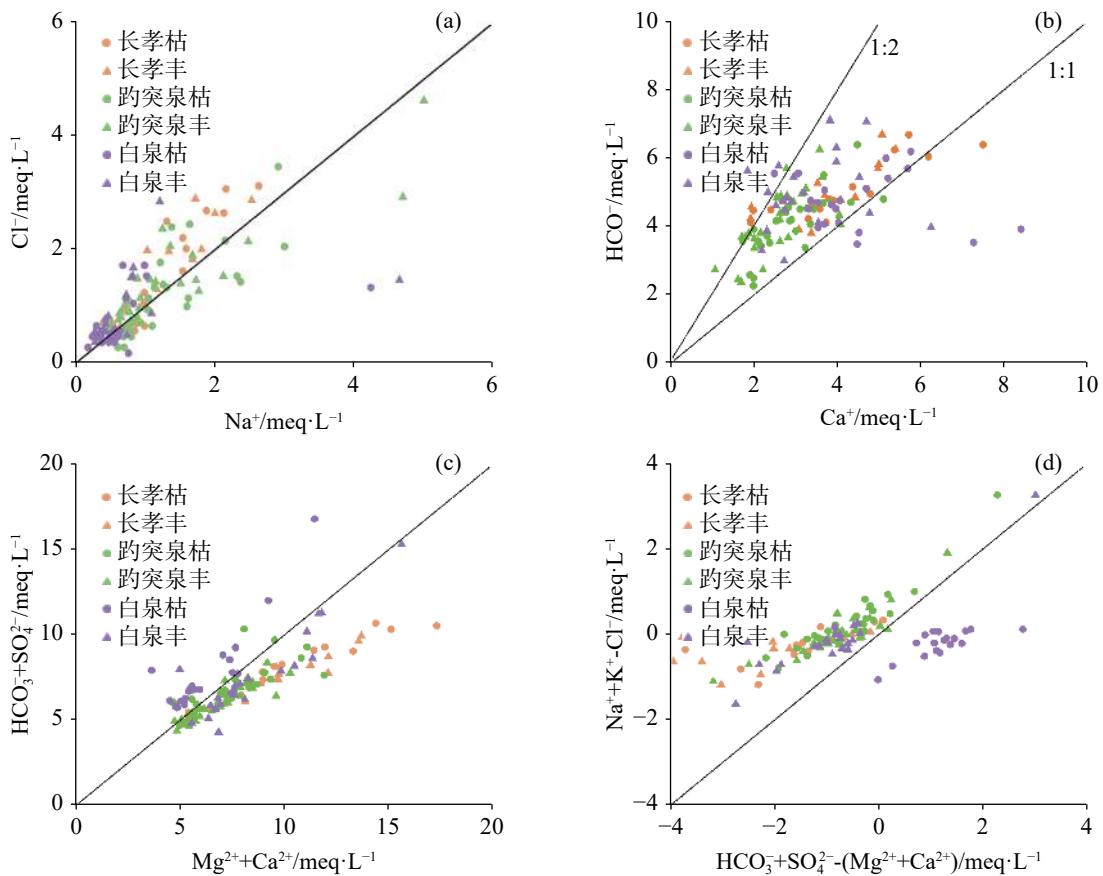 (a)
6
4
2
0
0
2
4
6
Cl⁻/meq·L⁻¹
Na⁺/meq·L⁻¹
长孝枯
长孝丰
趵突泉枯
趵突泉丰
白泉枯
白泉丰
(b)
10
8
6
4
2
0
0
2
4
6
8
10
1:2
1:1
HCO⁻/meq·L⁻¹
Ca⁺/meq·L⁻¹
长孝枯
长孝丰
趵突泉枯
趵突泉丰
白泉枯
白泉丰
(c)
20
15
10
5
0
0
5
10
15
20
HCO₃⁻+SO₄²⁻/meq·L⁻¹
Mg²⁺+Ca²⁺/meq·L⁻¹
长孝枯
长孝丰
趵突泉枯
趵突泉丰
白泉枯
白泉丰
(d)
4
2
0
−2
−4
−4
−2
0
2
4
Na⁺+K⁺-Cl⁻/meq·L⁻¹
HCO₃⁻+SO₄²⁻-(Mg²⁺+Ca²⁺)/meq·L⁻¹
长孝枯
长孝丰
趵突泉枯
趵突泉丰
白泉枯
白泉丰